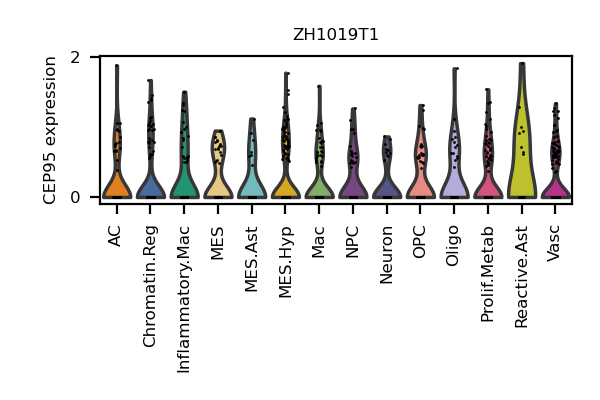 ZH1019T1
CEP95 expression
2
0
AC
Chromatin.Reg
Inflammatory.Mac
MES
MES.Ast
MES.Hyp
Mac
NPC
Neuron
OPC
Oligo
Prolif.Metab
Reactive.Ast
Vasc